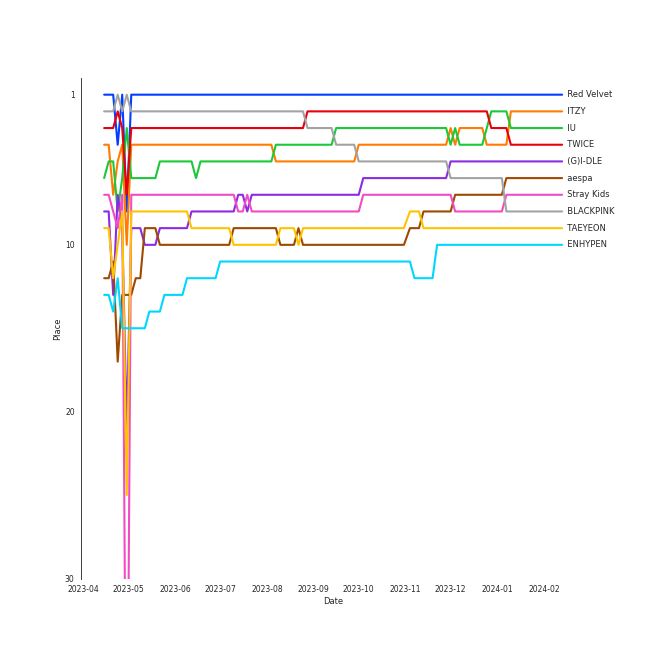 1
10
20
30
Place
2023-04 2023-05 2023-06 2023-07 2023-08 2023-09 2023-10 2023-11 2023-12 2024-01 2024-02
Date
Red Velvet
ITZY
IU
TWICE
(G)I-DLE
aespa
Stray Kids
BLACKPINK
TAEYEON
ENHYPEN